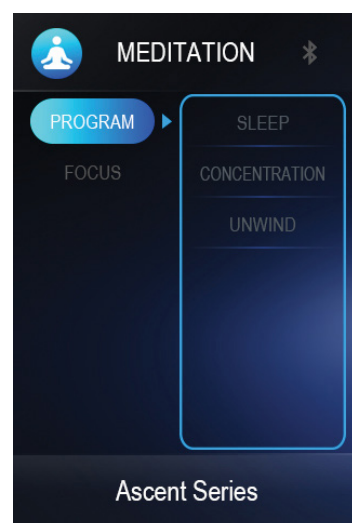 MEDITATION
PROGRAM
FOCUS
SLEEP
CONCENTRATION
UNWIND
Ascent Series